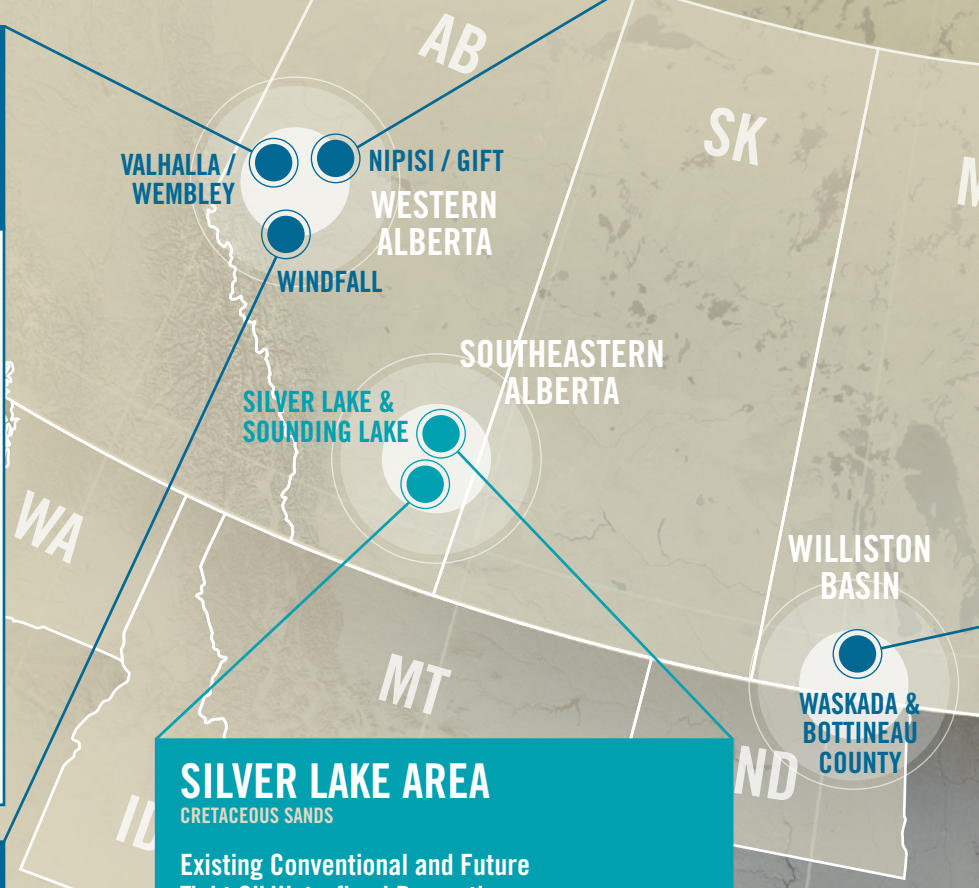 AB
SK
VALHALLA /
WEMBLEY
NIPISI / GIFT
WESTERN
ALBERTA
WINDFALL
SOUTHEASTERN
ALBERTA
SILVER LAKE &
SOUNDING LAKE
WA
WILLISTON
BASIN
MT
WASKADA &
BOTTINEAU
COUNTY
ND
ID
SILVER LAKE AREA
CRETACEOUS SANDS
Existing Conventional and Future